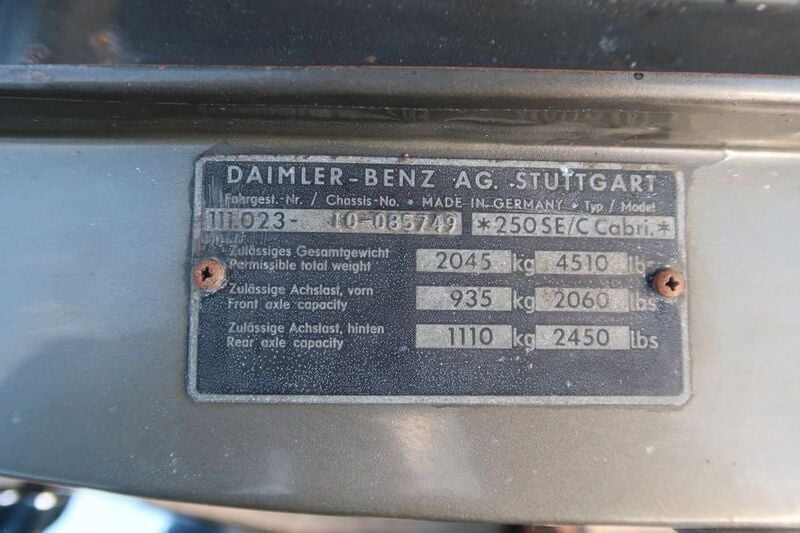 DAIMLER-BENZ AG. STUTTGART
Fahrgest.-Nr. / Chassis-No. • MADE IN GERMANY • Typ / Model
111.023- 10-085749 *250SE/C Cabri.*
Zulässiges Gesamtgewicht
Permissible total weight 2045 kg 4510 lbs
Zulässige Achslast, vorn
Front axle capacity 935 kg 2060 lbs
Zulässige Achslast, hinten
Rear axle capacity 1110 kg 2450 lbs